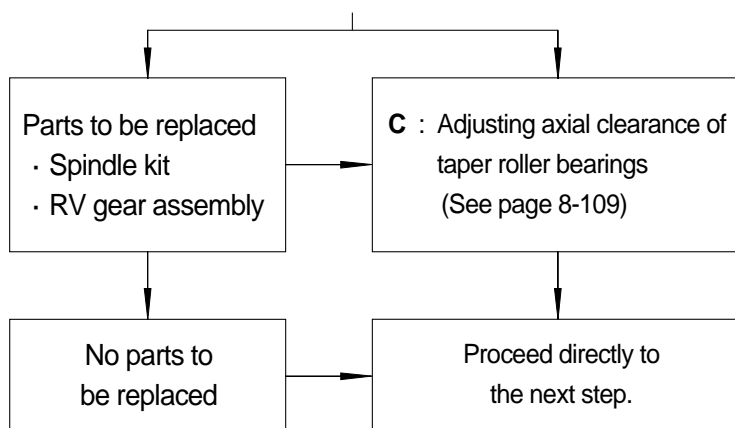 Parts to be replaced
· Spindle kit
· RV gear assembly
C : Adjusting axial clearance of
taper roller bearings
(See page 8-109)
No parts to
be replaced
Proceed directly to
the next step.